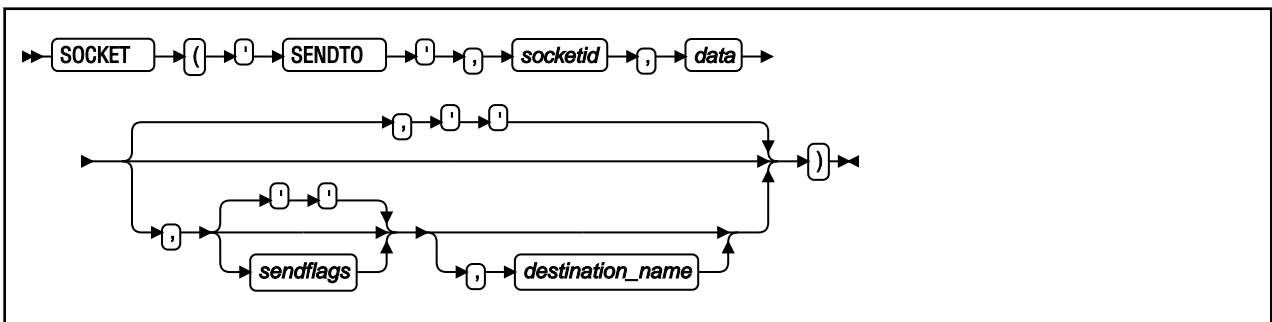 SOCKET ( ' SENDTO ' , socketid , data
, ' '
)
' '
,
sendflags , destination_name